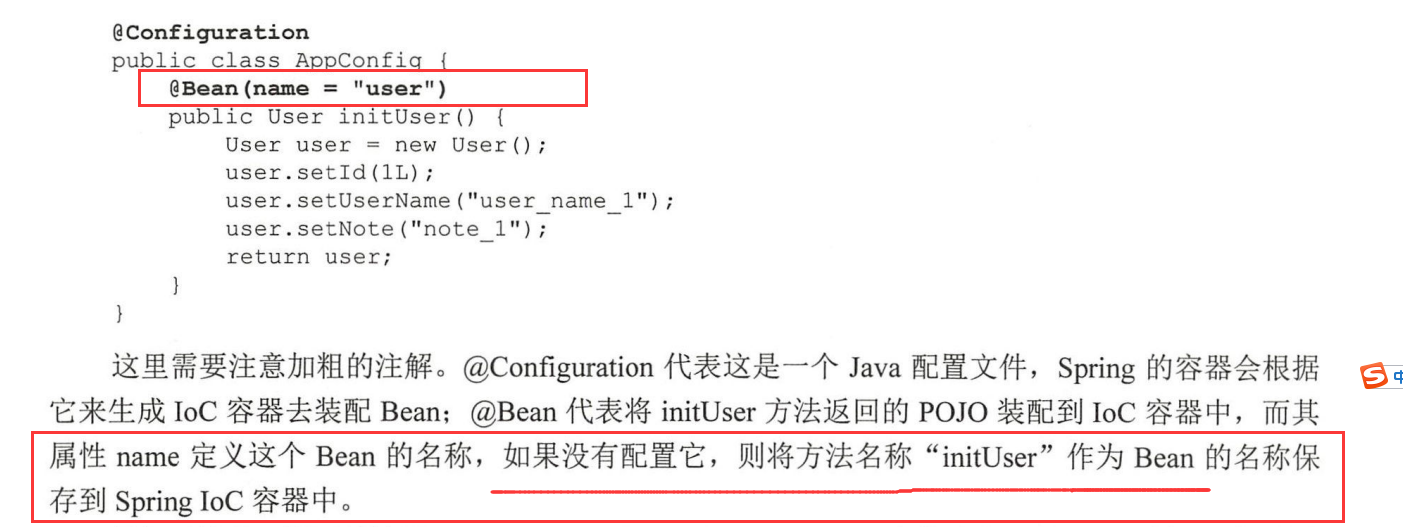 @Configuration
public class AppConfig {
@Bean(name = "user")
public User initUser() {
User user = new User();
user.setId(1L);
user.setUserName("user_name_1");
user.setNote("note_1");
return user;
}
}
这里需要注意加粗的注解。@Configuration 代表这是一个 Java 配置文件，Spring 的容器会根据
它来生成 IoC 容器去装配 Bean；@Bean 代表将 initUser 方法返回的 POJO 装配到 IoC 容器中，而其
属性 name 定义这个 Bean 的名称，如果没有配置它，则将方法名称“initUser”作为 Bean 的名称保
存到 Spring IoC 容器中。
S